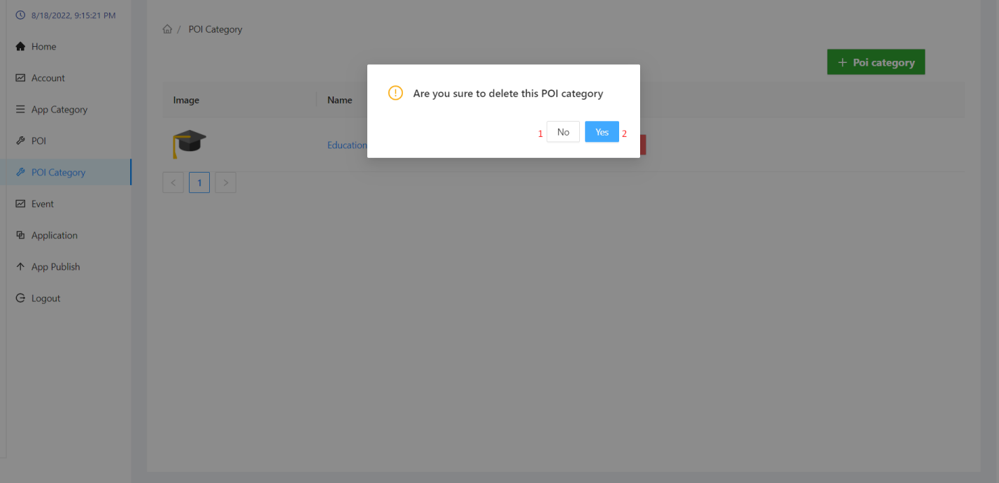 8/18/2022, 9:15:21 PM
Home
Account
App Category
POI
POI Category
Event
Application
App Publish
Logout
/ POI Category
+ Poi category
Image
Name
Education
Are you sure to delete this POI category
1 No Yes 2
< 1 >